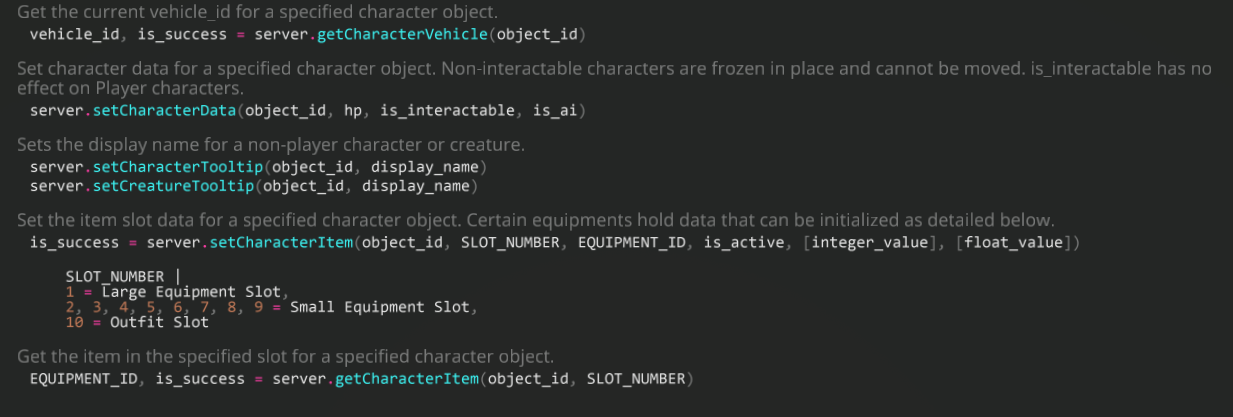 Get the current vehicle_id for a specified character object.
vehicle_id, is_success = server.getCharacterVehicle(object_id)
Set character data for a specified character object. Non-interactable characters are frozen in place and cannot be moved. is_interactable has no
effect on Player characters.
server.setCharacterData(object_id, hp, is_interactable, is_ai)
Sets the display name for a non-player character or creature.
server.setCharacterTooltip(object_id, display_name)
server.setCreatureTooltip(object_id, display_name)
Set the item slot data for a specified character object. Certain equipments hold data that can be initialized as detailed below.
is_success = server.setCharacterItem(object_id, SLOT_NUMBER, EQUIPMENT_ID, is_active, [integer_value], [float_value])
SLOT_NUMBER |
1 = Large Equipment Slot,
2, 3, 4, 5, 6, 7, 8, 9 = Small Equipment Slot,
10 = Outfit Slot
Get the item in the specified slot for a specified character object.
EQUIPMENT_ID, is_success = server.getCharacterItem(object_id, SLOT_NUMBER)